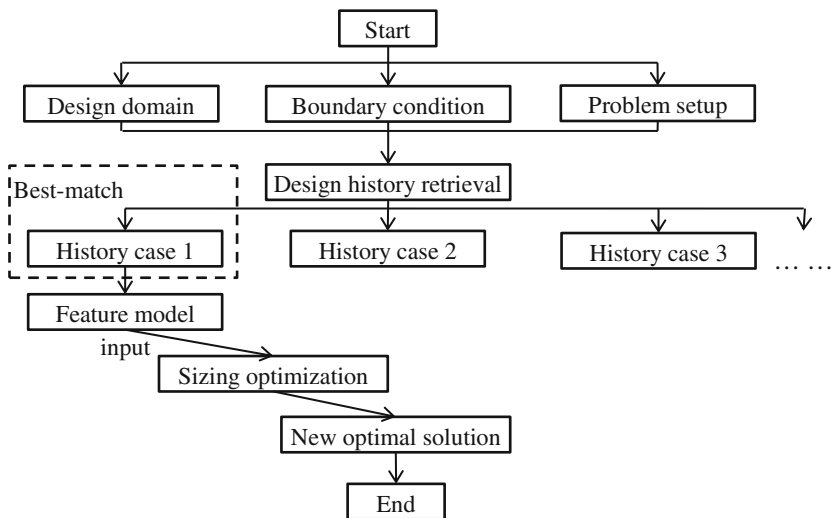 Start
Design domain
Boundary condition
Problem setup
Design history retrieval
Best-match
History case 1
History case 2
History case 3
... ...
Feature model
input
Sizing optimization
New optimal solution
End